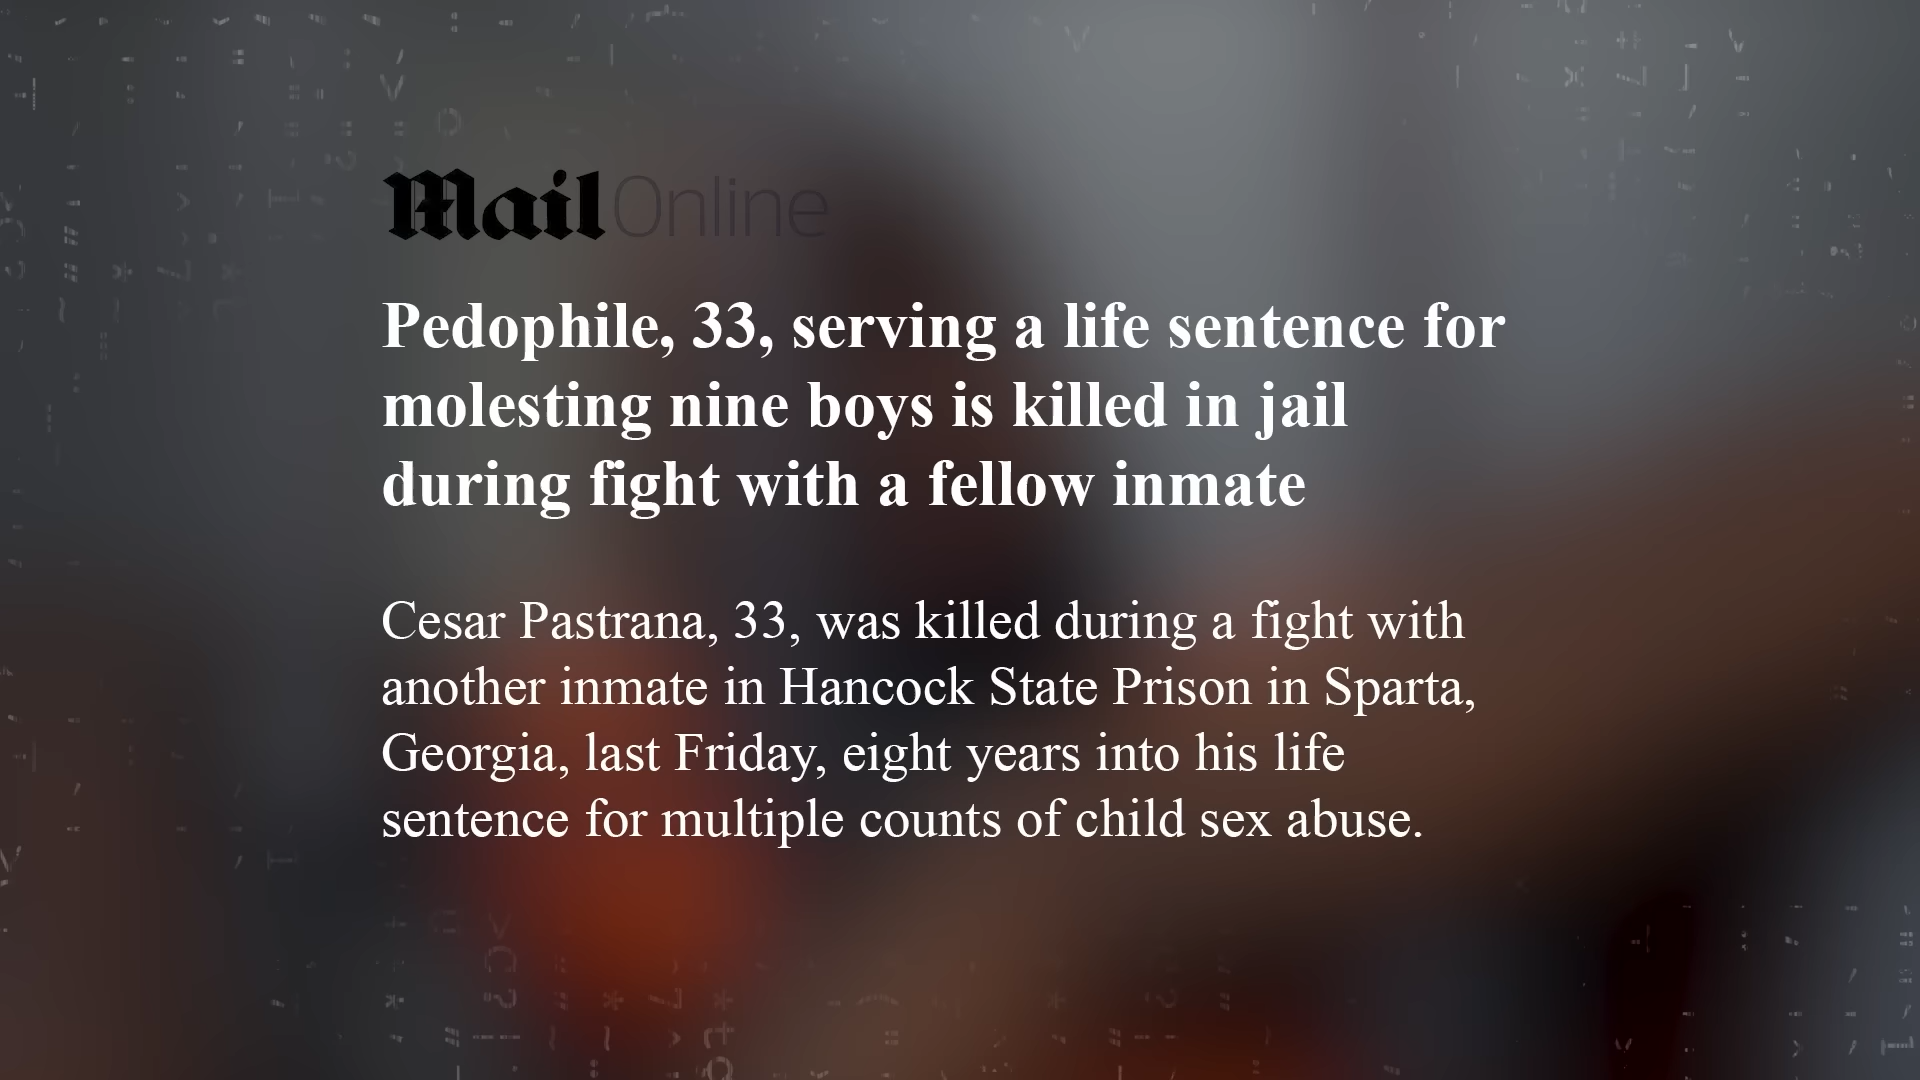 Mail Online
Pedophile, 33, serving a life sentence for
molesting nine boys is killed in jail
during fight with a fellow inmate
Cesar Pastrana, 33, was killed during a fight with
another inmate in Hancock State Prison in Sparta,
Georgia, last Friday, eight years into his life
sentence for multiple counts of child sex abuse.